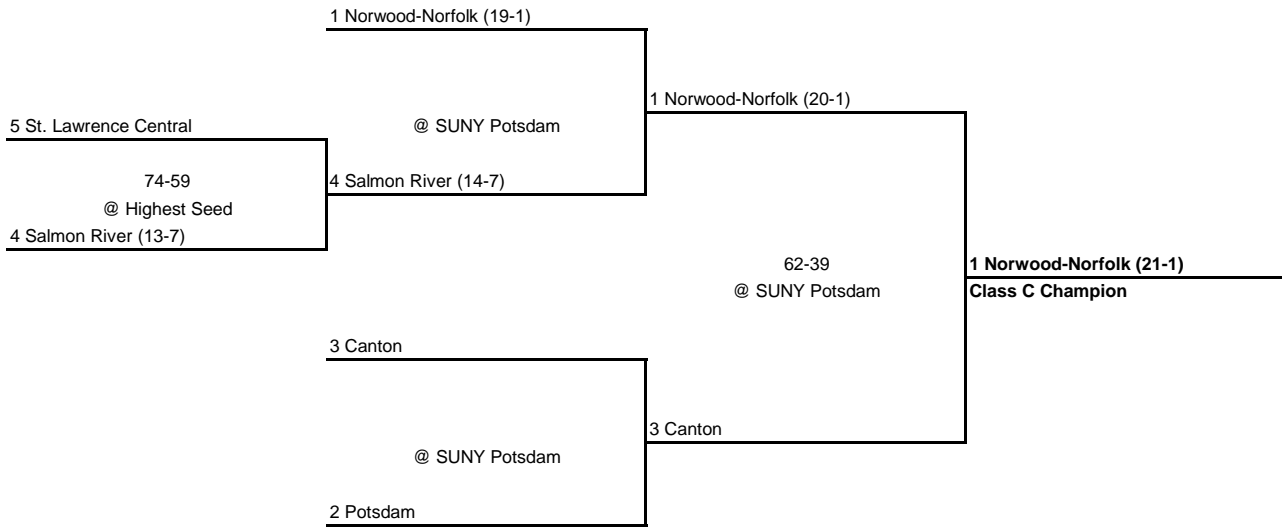 1 Norwood-Norfolk (19-1)
1 Norwood-Norfolk (20-1)
5 St. Lawrence Central
@ SUNY Potsdam
74-59
4 Salmon River (14-7)
@ Highest Seed
4 Salmon River (13-7)
62-39
1 Norwood-Norfolk (21-1)
@ SUNY Potsdam
Class C Champion
3 Canton
3 Canton
@ SUNY Potsdam
2 Potsdam